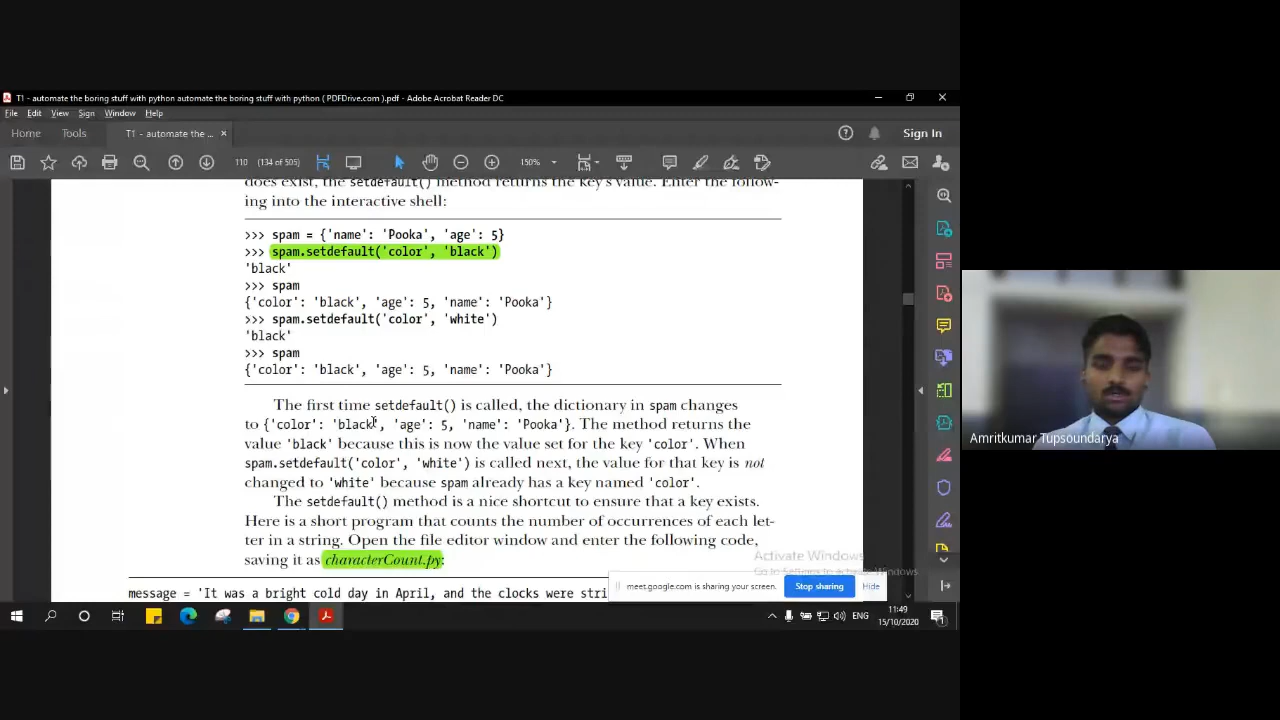 T1 - automate the boring stuff with python automate the boring stuff with python ( PDFDrive.com ).pdf - Adobe Acrobat Reader DC
File Edit View Sign Window Help
Home Tools T1 - automate the ... × Sign In
110 (134 of 505) 150%
does exist, the setdefault() method returns the key's value. Enter the follow-
ing into the interactive shell:
>>> spam = {'name': 'Pooka', 'age': 5}
>>> spam.setdefault('color', 'black')
'black'
>>> spam
{'color': 'black', 'age': 5, 'name': 'Pooka'}
>>> spam.setdefault('color', 'white')
'black'
>>> spam
{'color': 'black', 'age': 5, 'name': 'Pooka'}
The first time setdefault() is called, the dictionary in spam changes
to {'color': 'black', 'age': 5, 'name': 'Pooka'}. The method returns the
value 'black' because this is now the value set for the key 'color'. When
spam.setdefault('color', 'white') is called next, the value for that key is not
changed to 'white' because spam already has a key named 'color'.
The setdefault() method is a nice shortcut to ensure that a key exists.
Here is a short program that counts the number of occurrences of each let-
ter in a string. Open the file editor window and enter the following code,
saving it as characterCount.py:
message = 'It was a bright cold day in April, and the clocks were stri
Activate Windows
Go to Settings to activate Windows
meet.google.com is sharing your screen. Stop sharing Hide
ENG
11:49
15/10/2020
Amritkumar Tupsoundarya